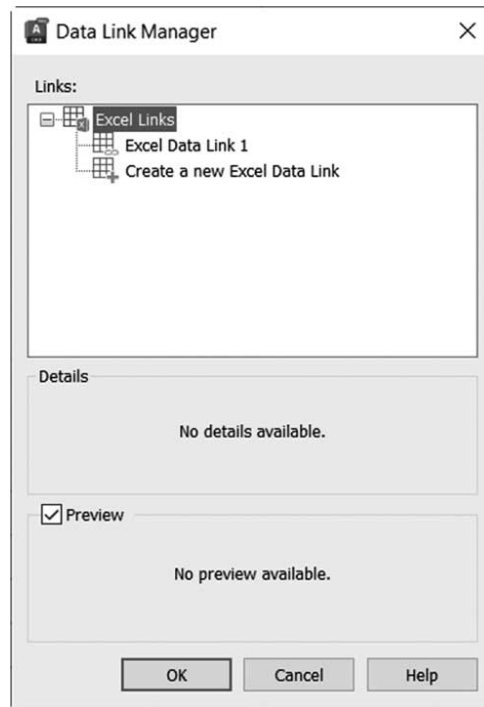 Data Link Manager
Links:
Excel Links
Excel Data Link 1
Create a new Excel Data Link
Details
No details available.
Preview
No preview available.
OK Cancel Help